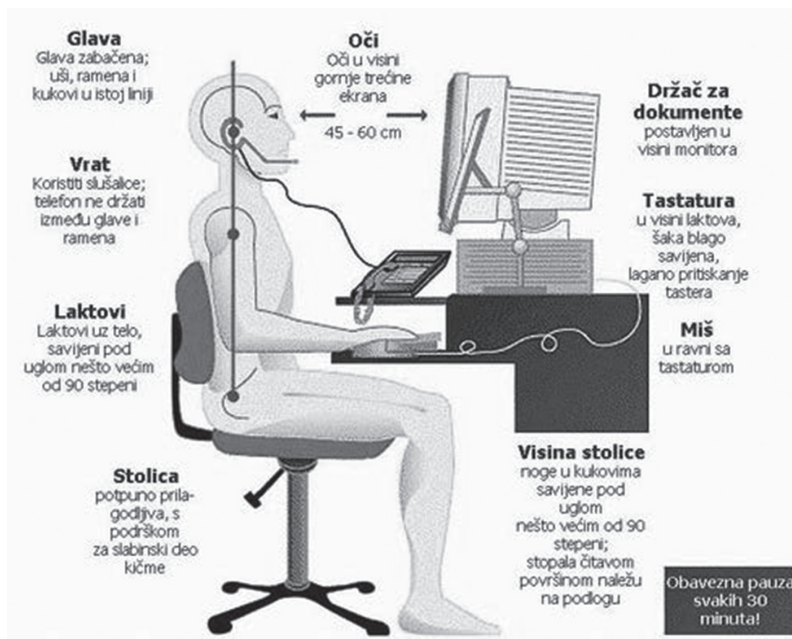 Glava
Glava zabačena;
uši, ramena i
kukovi u istoj liniji
Oči
Oči u visini
gornje trećine
ekrana
45 - 60 cm
Držač za
dokumente
postavljen u
visini monitora
Vrat
Koristiti slušalice;
telefon ne držati
između glave i
ramena
Tastatura
u visini laktova,
šaka blago
savijena,
lagano pritiskanje
tastera
Laktovi
Laktovi uz telo,
savijeni pod
uglom nešto većim
od 90 stepeni
Miš
u ravni sa
tastaturom
Stolica
potpuno prila-
godljiva, s
podrškom
za slabinski deo
kičme
Visina stolice
noge u kukovima
savijene pod
uglom
nešto većim od 90
stepeni;
stopala čitavom
površinom naležu
na podlogu
Obavezna pauza
svakih 30
minuta!